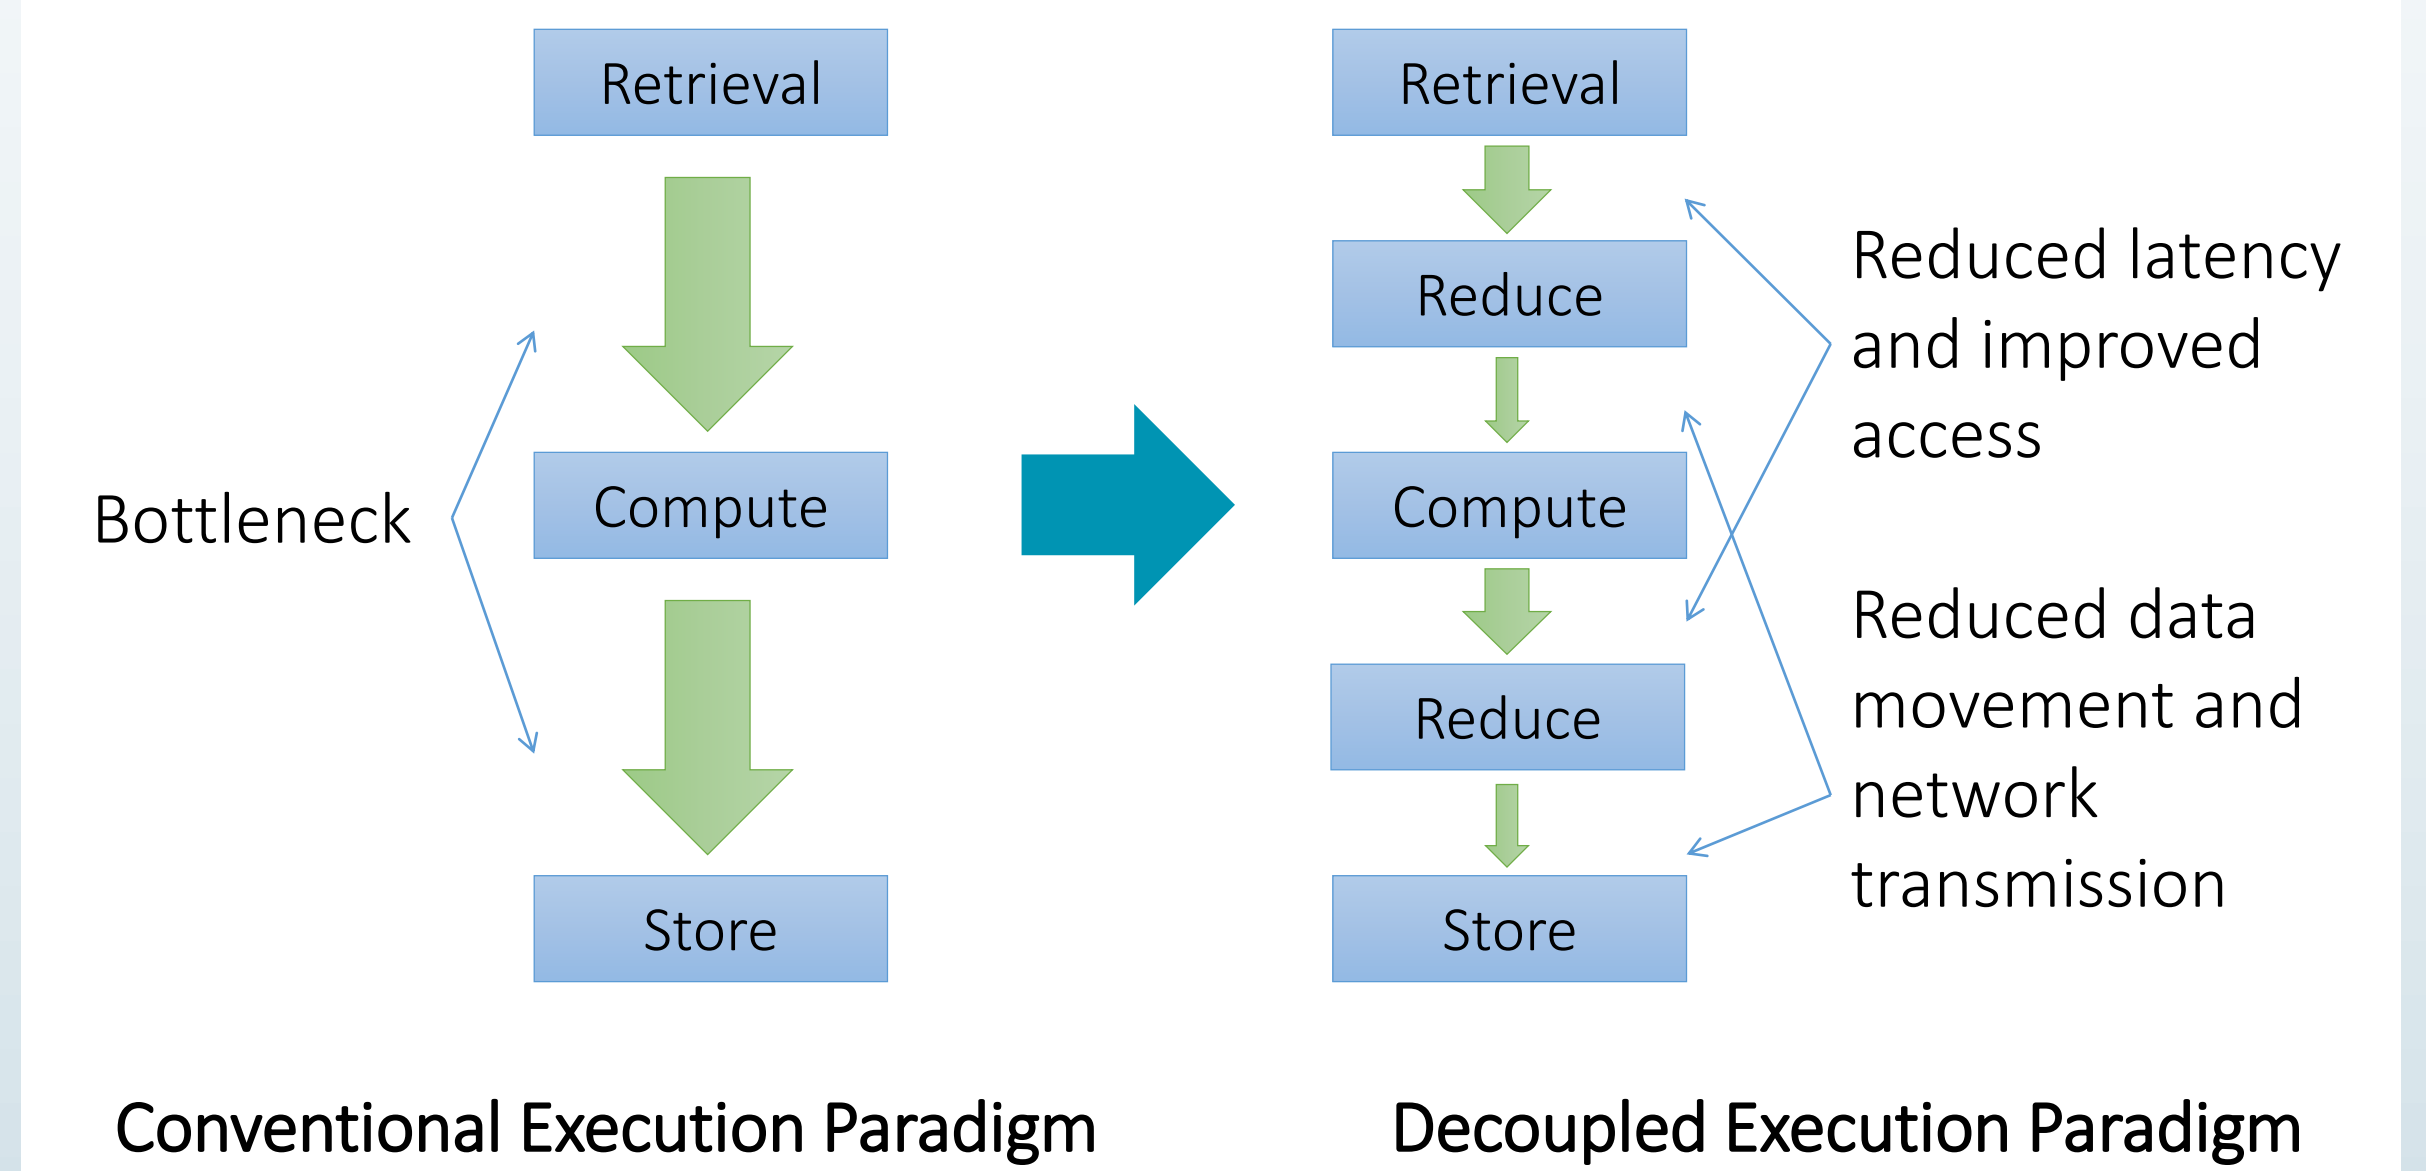 Retrieval
Compute
Store
Bottleneck
Conventional Execution Paradigm
Retrieval
Reduce
Compute
Reduce
Store
Reduced latency
and improved
access
Reduced data
movement and
network
transmission
Decoupled Execution Paradigm